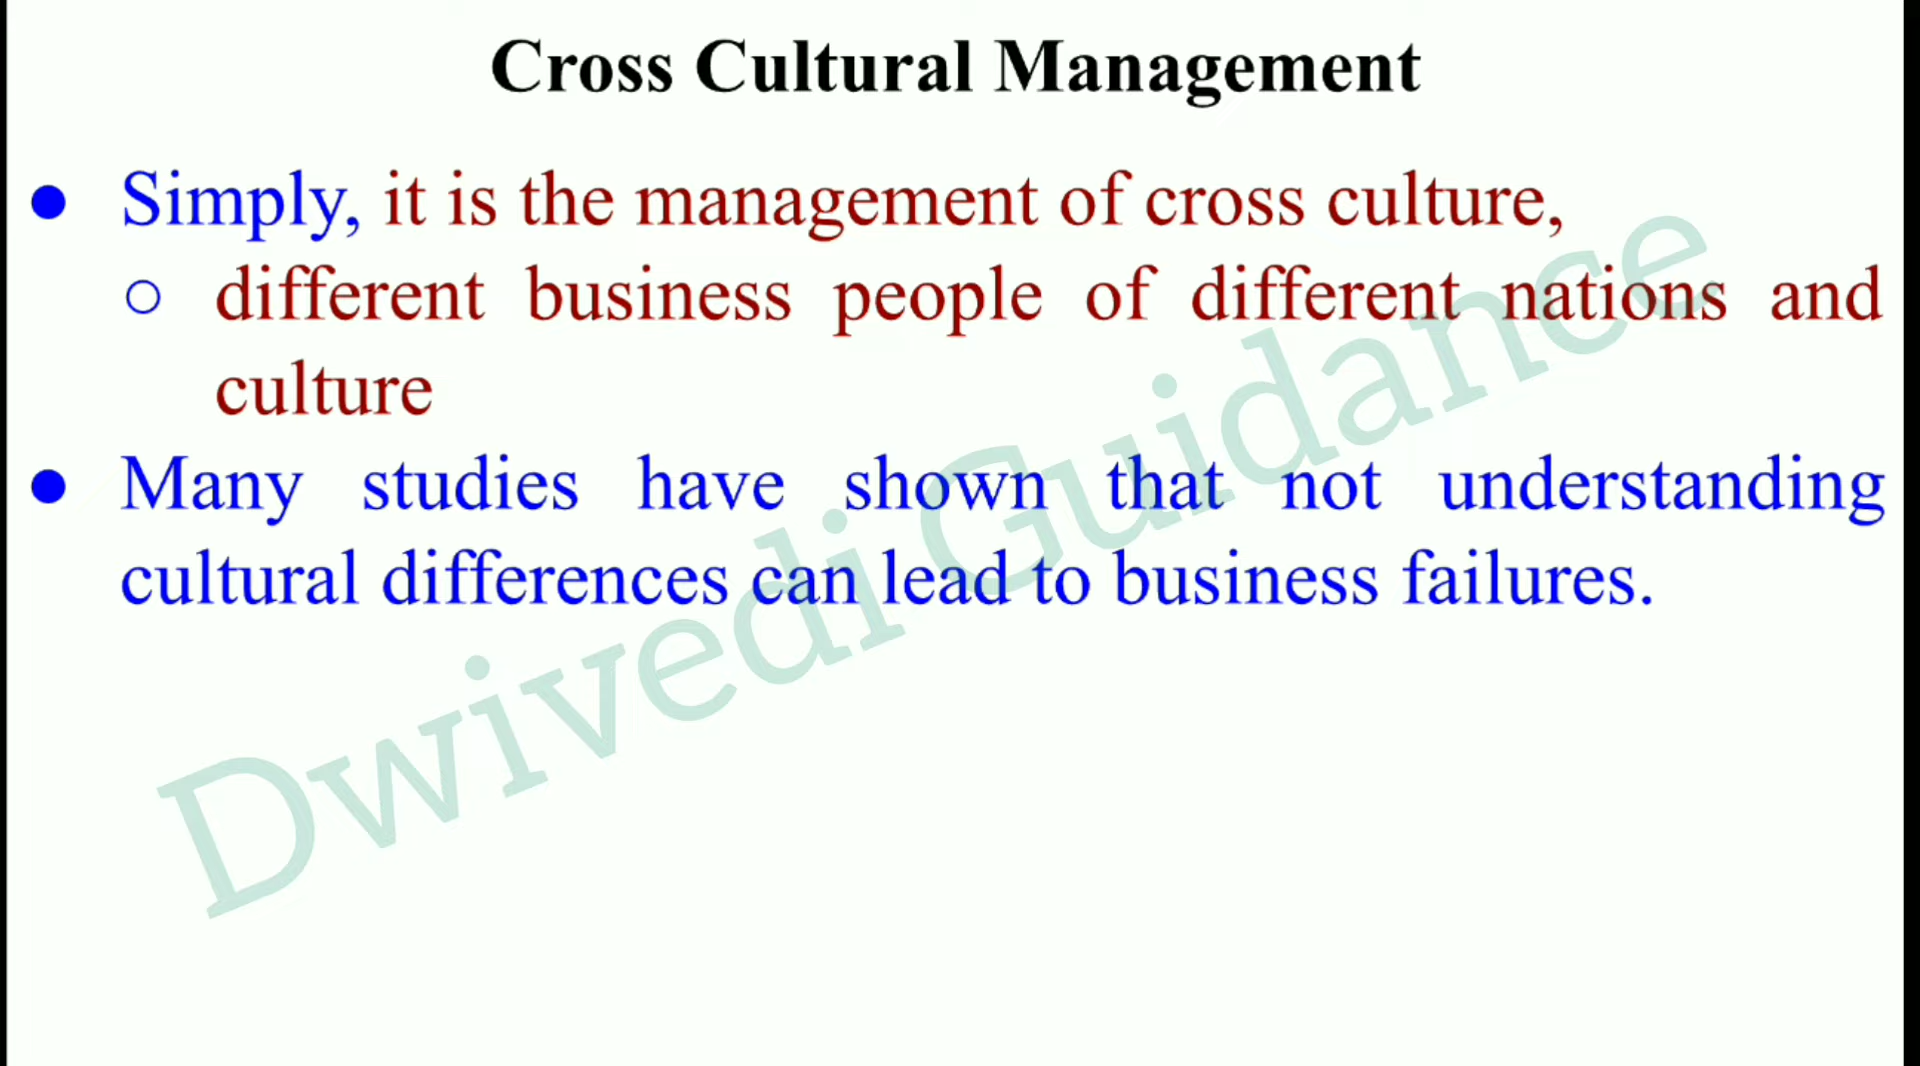 Cross Cultural Management
● Simply, it is the management of cross culture,
○ different business people of different nations and
culture
● Many studies have shown that not understanding
cultural differences can lead to business failures.
Dwivedi Guidance